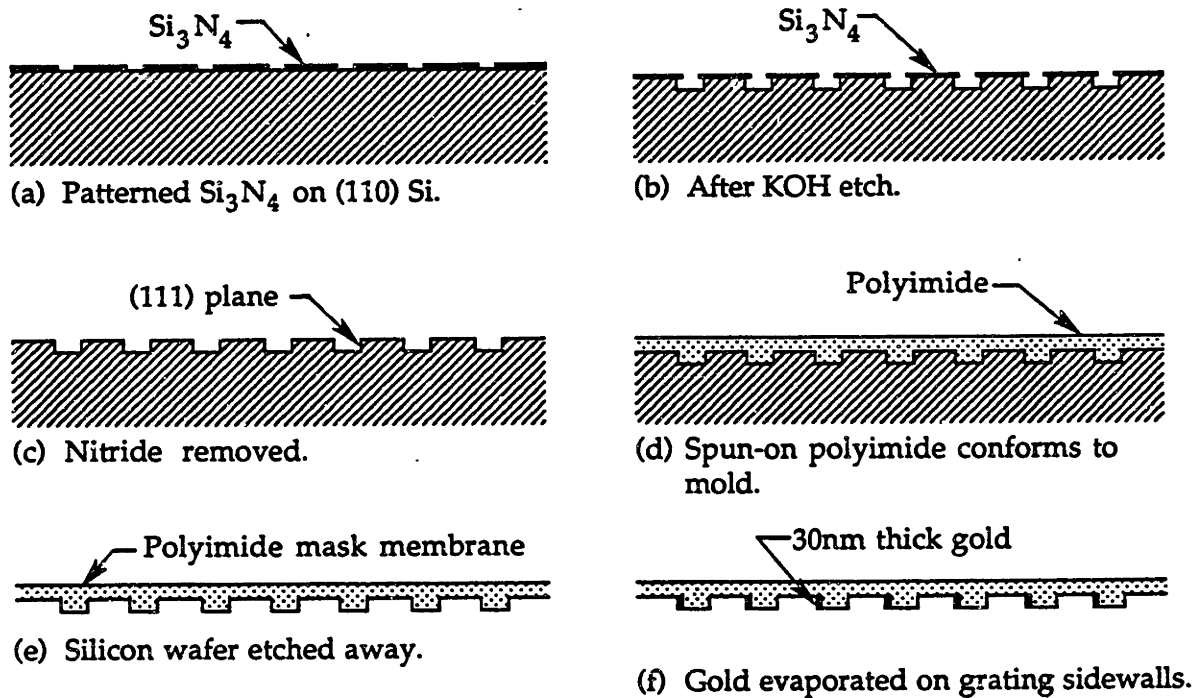 Si₃N₄
(a) Patterned Si₃N₄ on (110) Si.
Si₃N₄
(b) After KOH etch.
(111) plane
(c) Nitride removed.
Polyimide
(d) Spun-on polyimide conforms to
mold.
Polyimide mask membrane
(e) Silicon wafer etched away.
30nm thick gold
(f) Gold evaporated on grating sidewalls.